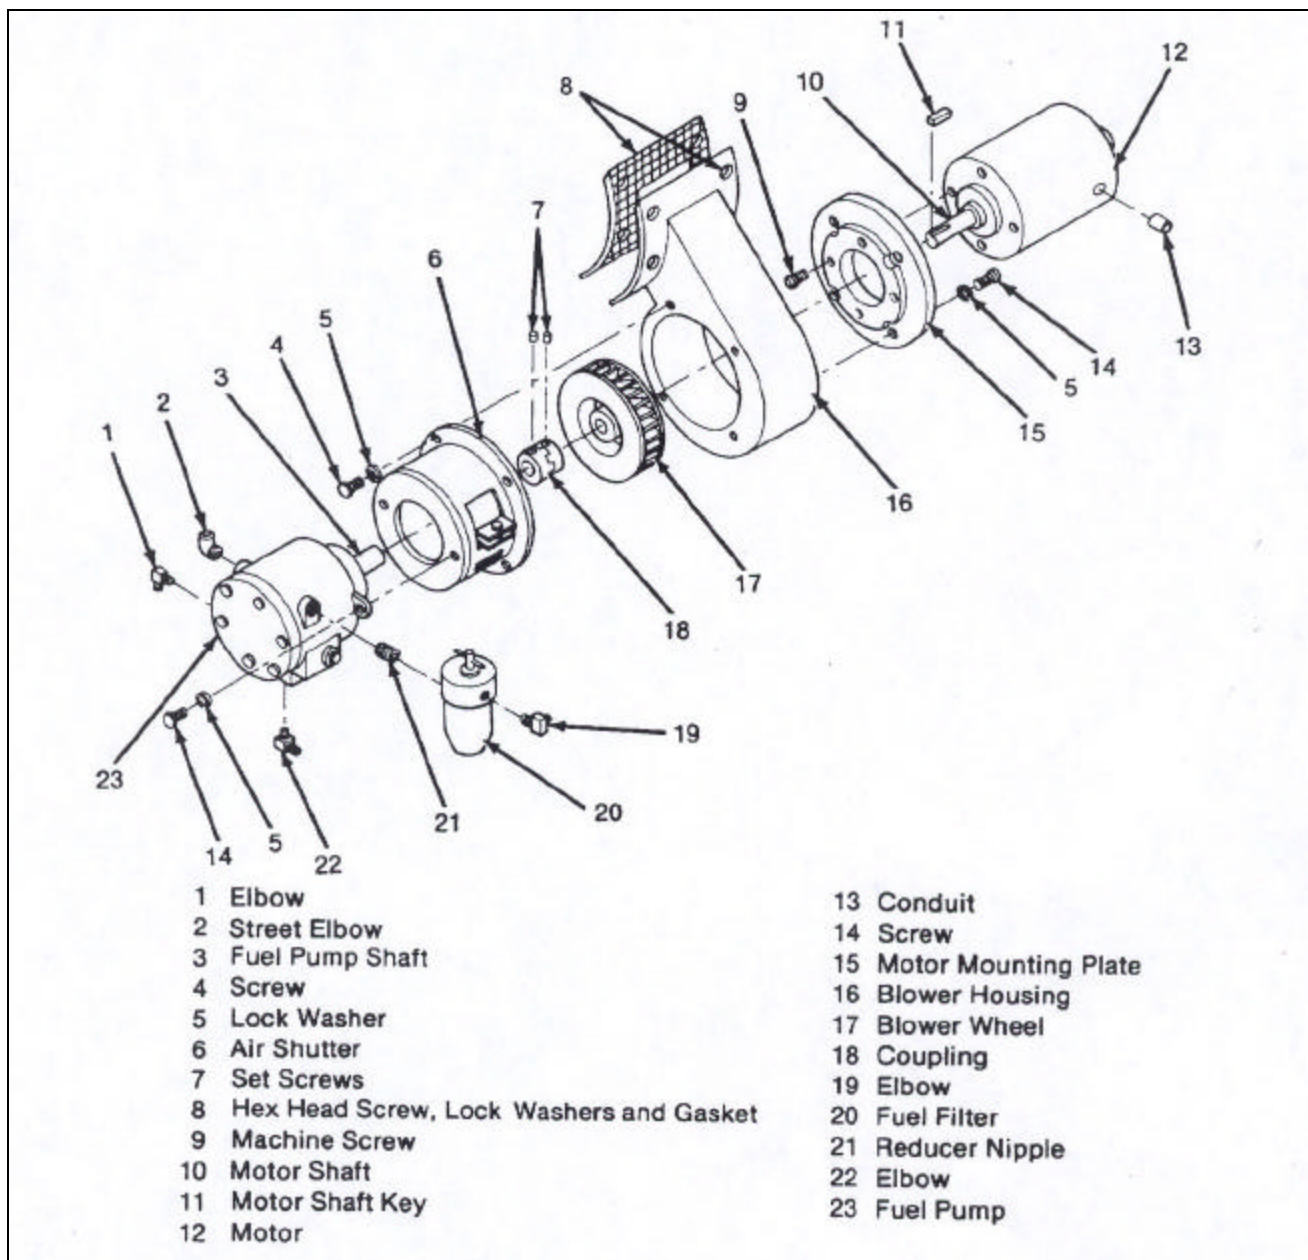 11
12
10
8
9
7
6
5
4
3
2
1
13
14
5
15
16
17
18
19
20
21
22
5
14
23
1 Elbow
2 Street Elbow
3 Fuel Pump Shaft
4 Screw
5 Lock Washer
6 Air Shutter
7 Set Screws
8 Hex Head Screw, Lock Washers and Gasket
9 Machine Screw
10 Motor Shaft
11 Motor Shaft Key
12 Motor
13 Conduit
14 Screw
15 Motor Mounting Plate
16 Blower Housing
17 Blower Wheel
18 Coupling
19 Elbow
20 Fuel Filter
21 Reducer Nipple
22 Elbow
23 Fuel Pump